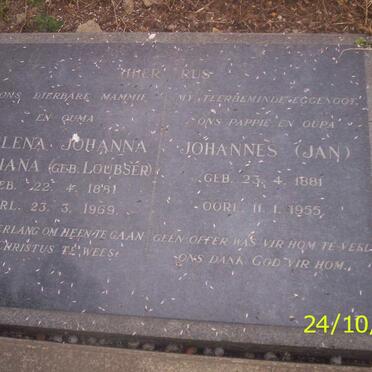 HIER RUS
ONS DIERBARE MAMMIE
EN OUMA
LENA JOHANNA
IANA (GEB. LOUBSER)
GEB. 22. 4. 1881
OORL. 23. 3. 1969
VERLANG OM HEEN TE GAAN
CHRISTUS TE WEES!
MY TEERBEMINDE EGGENOOT
ONS PAPPIE EN OUPA
JOHANNES (JAN)
GEB. 23. 4. 1881
OORL. 11. 1. 1955
GEEN OFFER WAS VIR HOM TE VEEL
ONS DANK GOD VIR HOM.
24/10/